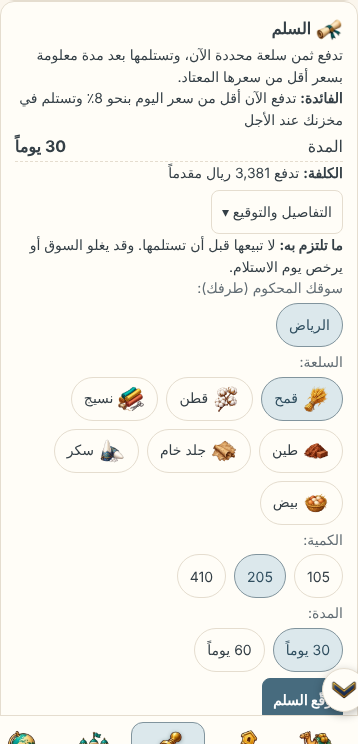 السلم
تدفع ثمن سلعة محددة الآن، وتستلمها بعد مدة معلومة
بسعر أقل من سعرها المعتاد.
الفائدة: تدفع الآن أقل من سعر اليوم بنحو 8٪ وتستلم في
مخزنك عند الأجل
المدة 30 يوماً
الكلفة: تدفع 3,381 ريال مقدماً
التفاصيل والتوقيع ▾
ما تلتزم به: لا تبيعها قبل أن تستلمها. وقد يغلو السوق أو
يرخص يوم الاستلام.
سوقك المحكوم (طرفك):
الرياض
السلعة:
قمح قطن نسيج
طين جلد خام سكر
بيض
الكمية:
105 205 410
المدة:
30 يوماً 60 يوماً
السلم